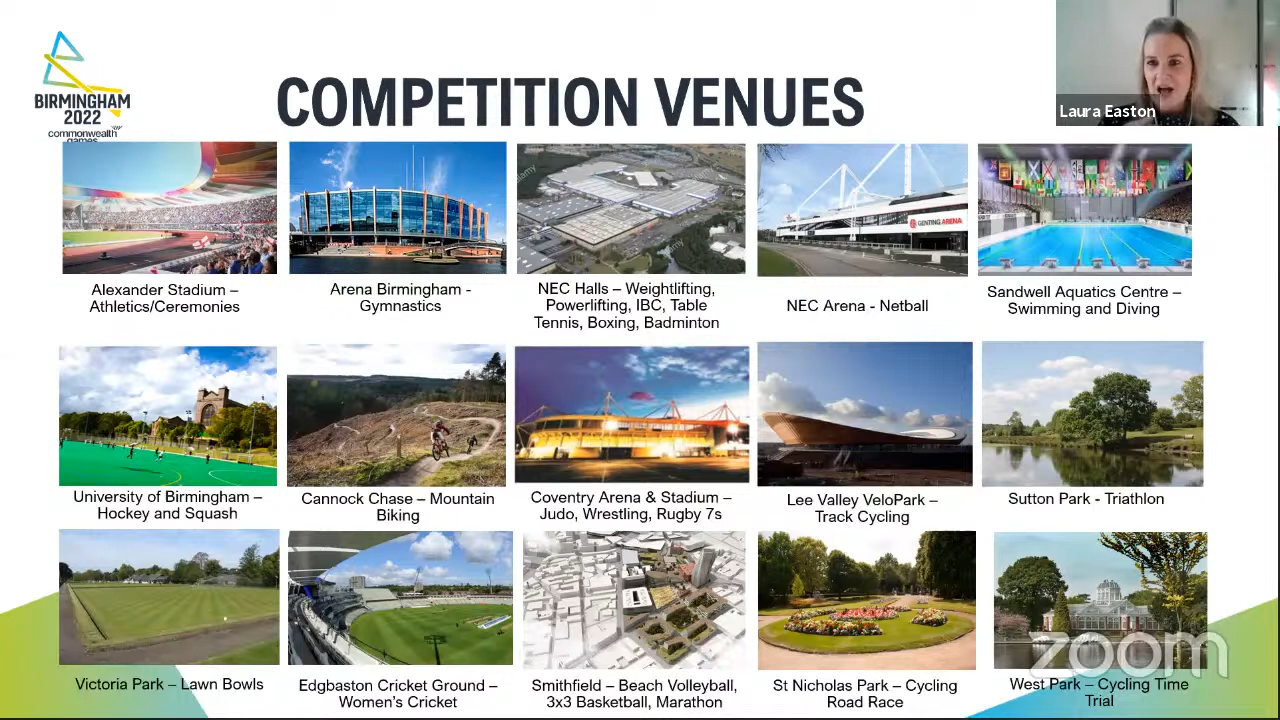 Laura Easton
BIRMINGHAM
2022
commonwealth
games
COMPETITION VENUES
GENTING ARENA
Alexander Stadium –
Athletics/Ceremonies
Arena Birmingham -
Gymnastics
NEC Halls – Weightlifting,
Powerlifting, IBC, Table
Tennis, Boxing, Badminton
NEC Arena - Netball
Sandwell Aquatics Centre –
Swimming and Diving
University of Birmingham –
Hockey and Squash
Cannock Chase – Mountain
Biking
Coventry Arena & Stadium –
Judo, Wrestling, Rugby 7s
Lee Valley VeloPark –
Track Cycling
Sutton Park - Triathlon
Victoria Park – Lawn Bowls
Edgbaston Cricket Ground –
Women's Cricket
Smithfield – Beach Volleyball,
3x3 Basketball, Marathon
St Nicholas Park – Cycling
Road Race
zoom
West Park – Cycling Time
Trial